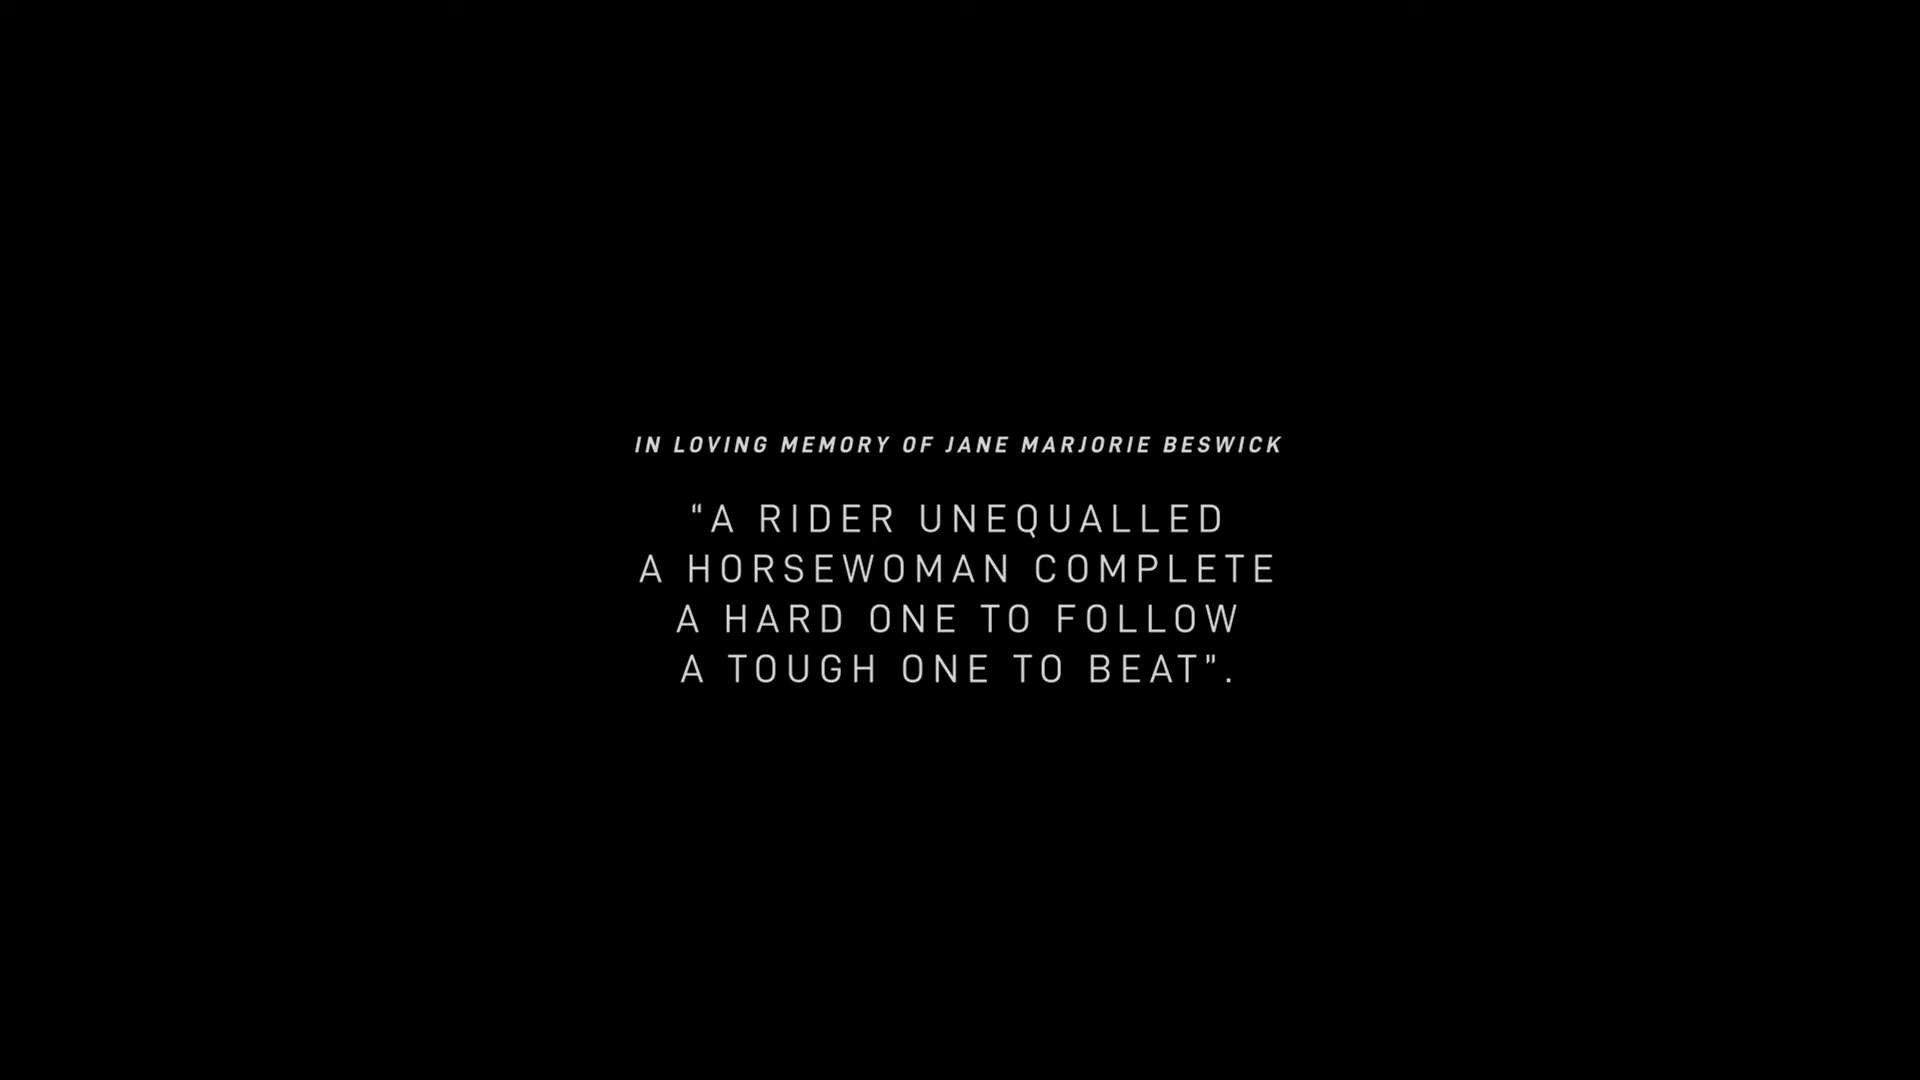 IN LOVING MEMORY OF JANE MARJORIE BESWICK
“A RIDER UNEQUALLED
A HORSEWOMAN COMPLETE
A HARD ONE TO FOLLOW
A TOUGH ONE TO BEAT”.